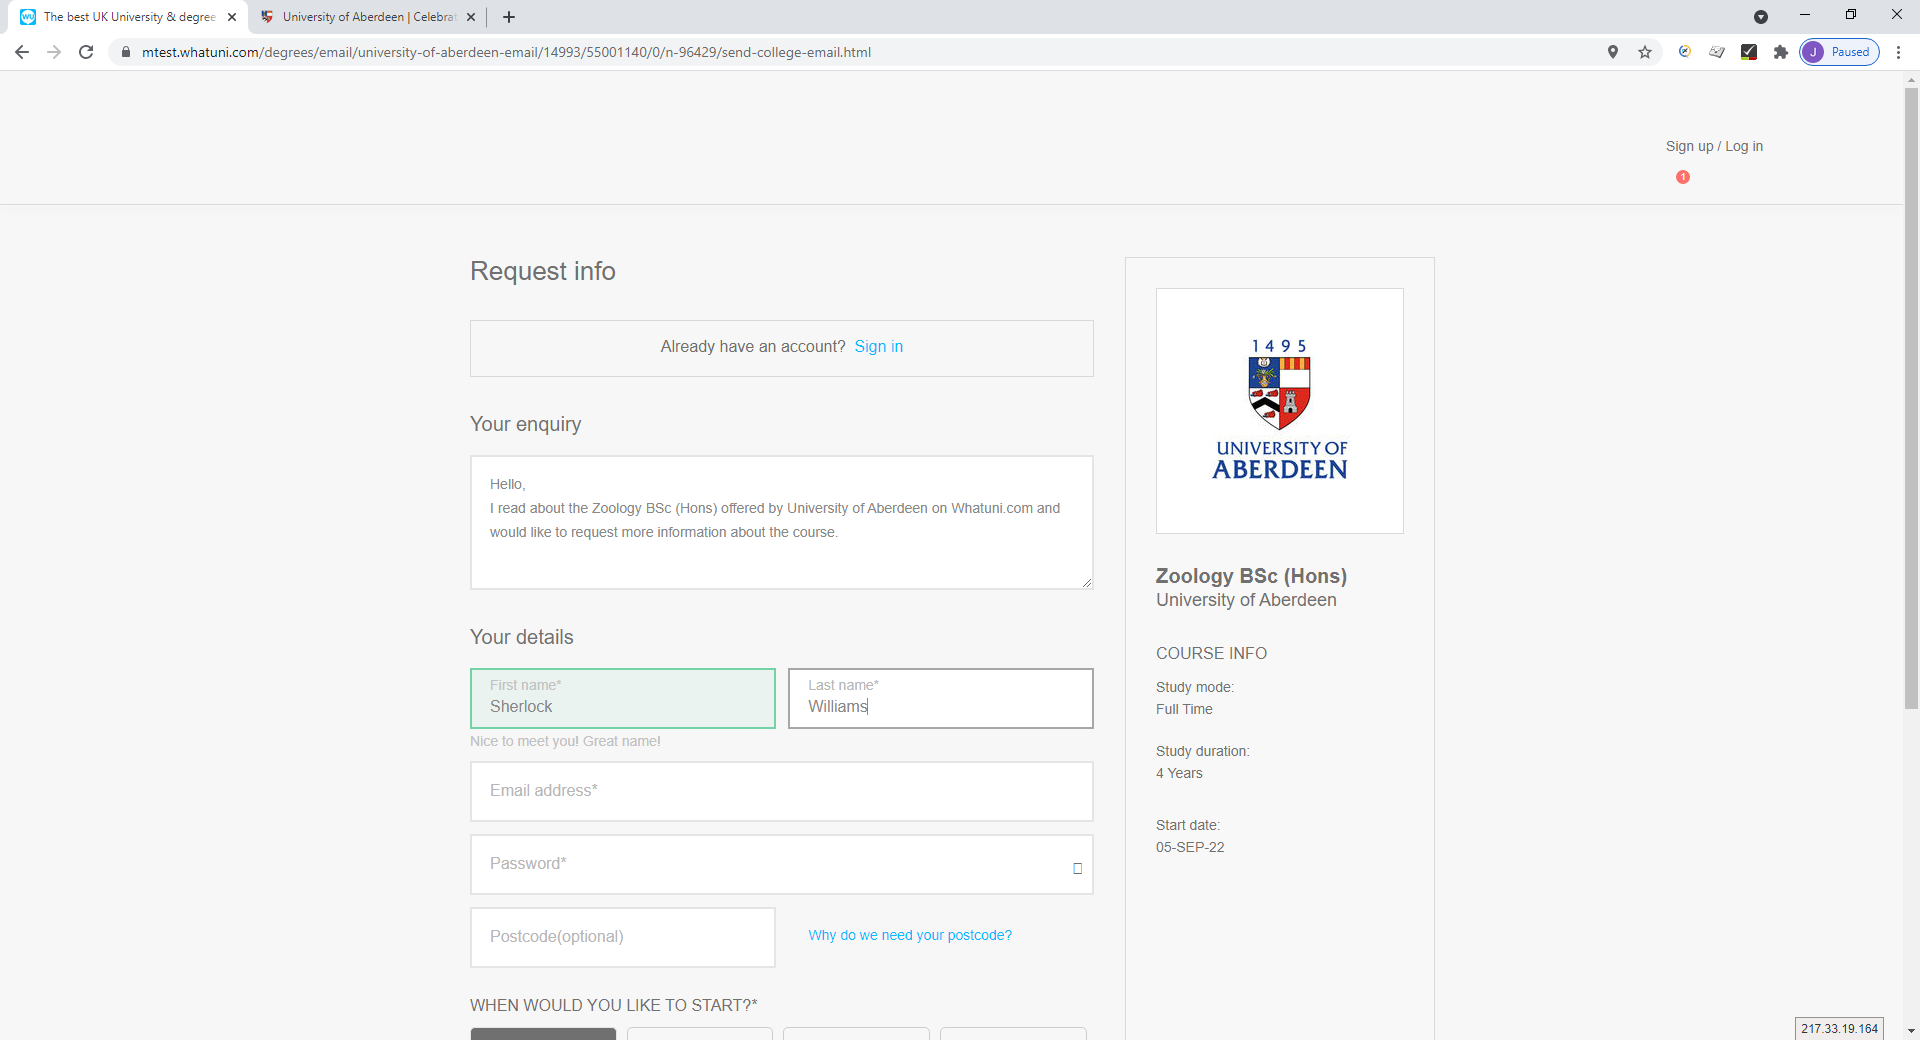 The best UK University & degree
University of Aberdeen | Celebrat
mtest.whatuni.com/degrees/email/university-of-aberdeen-email/14993/55001140/0/n-96429/send-college-email.html
J Paused
Sign up / Log in
1
Request info
Already have an account? Sign in
Your enquiry
Hello,
I read about the Zoology BSc (Hons) offered by University of Aberdeen on Whatuni.com and
would like to request more information about the course.
Your details
First name*
Sherlock
Last name*
Williams
Nice to meet you! Great name!
Email address*
Password*
Postcode(optional)
Why do we need your postcode?
WHEN WOULD YOU LIKE TO START?*
1495
UNIVERSITY OF
ABERDEEN
Zoology BSc (Hons)
University of Aberdeen
COURSE INFO
Study mode:
Full Time
Study duration:
4 Years
Start date:
05-SEP-22
217.33.19.164